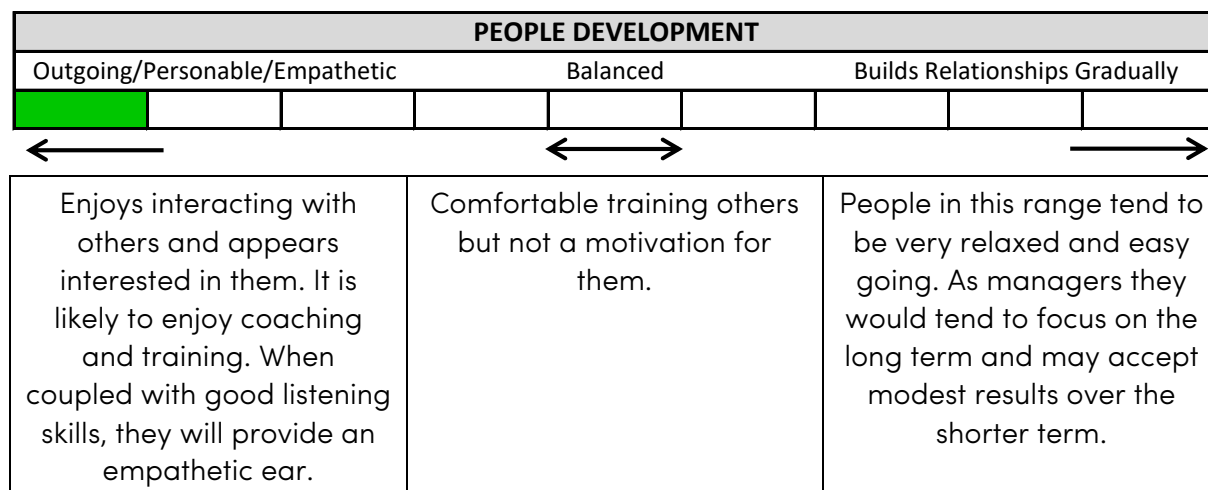 PEOPLE DEVELOPMENT
Outgoing/Personable/Empathetic
Balanced
Builds Relationships Gradually
Enjoys interacting with
others and appears
interested in them. It is
likely to enjoy coaching
and training. When
coupled with good listening
skills, they will provide an
empathetic ear.
Comfortable training others
but not a motivation for
them.
People in this range tend to
be very relaxed and easy
going. As managers they
would tend to focus on the
long term and may accept
modest results over the
shorter term.